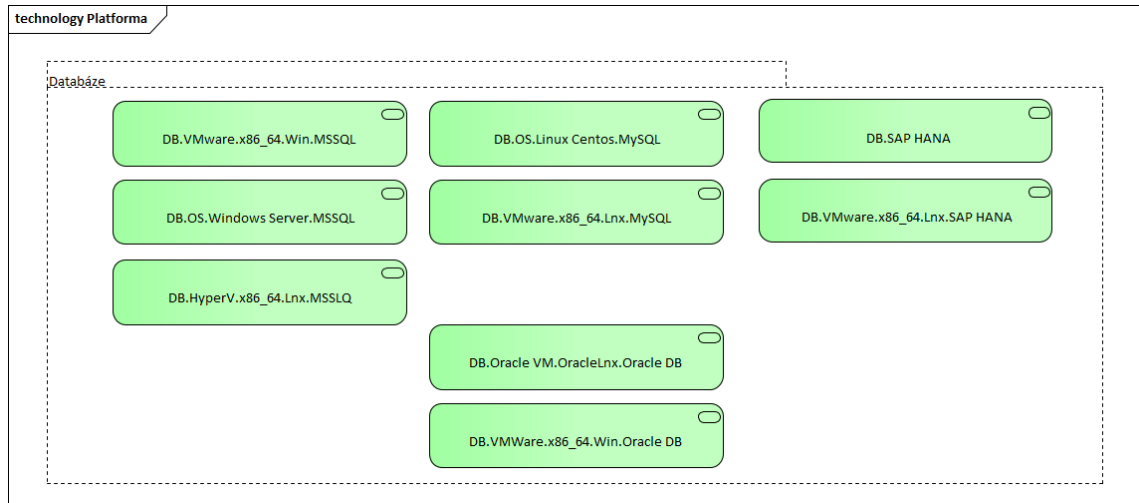 technology Platforma
Databáze
DB.VMware.x86_64.Win.MSSQL
DB.OS.Linux Centos.MySQL
DB.SAP HANA
DB.OS.Windows Server.MSSQL
DB.VMware.x86_64.Lnx.MySQL
DB.VMware.x86_64.Lnx.SAP HANA
DB.HyperV.x86_64.Lnx.MSSLQ
DB.Oracle VM.OracleLnx.Oracle DB
DB.VMWare.x86_64.Win.Oracle DB